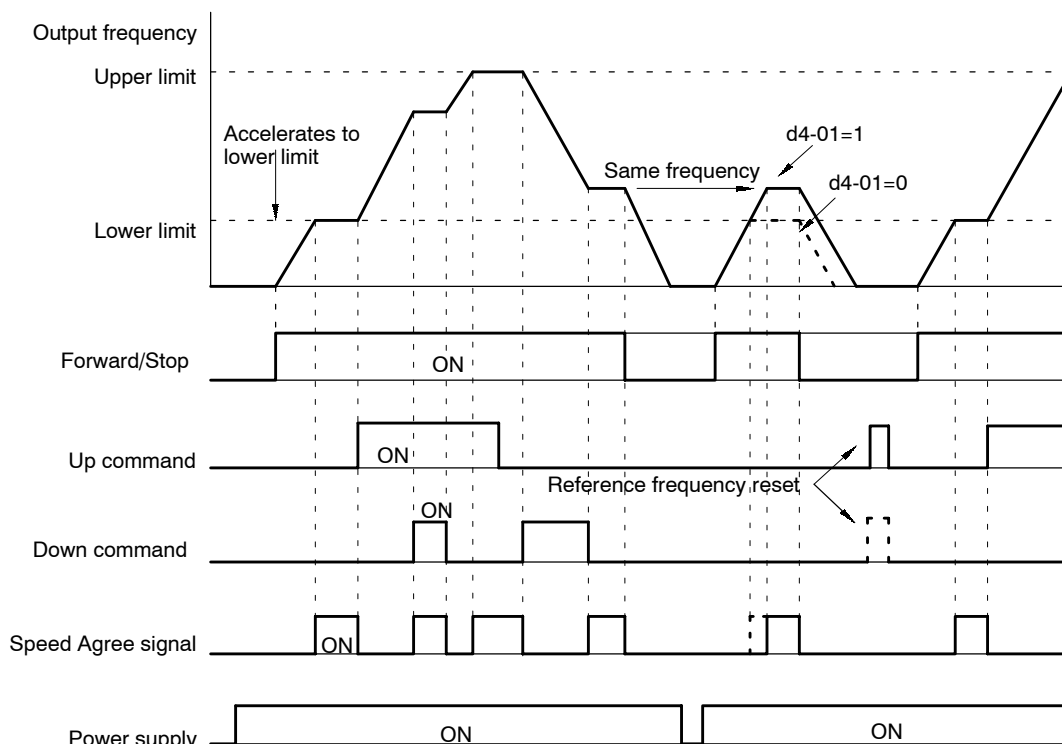 Output frequency
Upper limit
Accelerates to
lower limit
d4-01=1
Same frequency
d4-01=0
Lower limit
Forward/Stop
ON
Up command
ON
Reference frequency reset
ON
Down command
Speed Agree signal
ON
Power supply
ON
ON